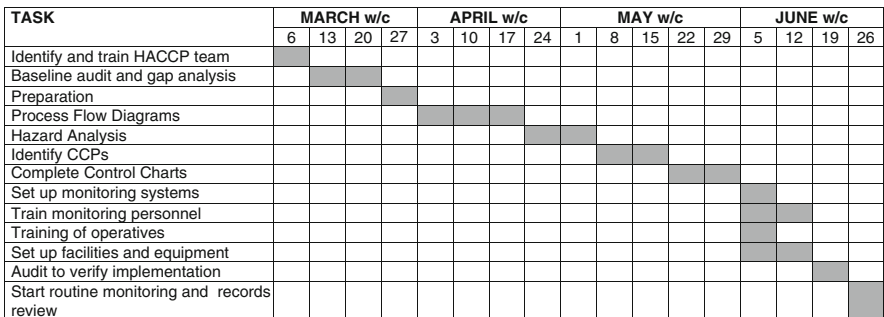 TASK MARCH w/c APRIL w/c MAY w/c JUNE w/c
6 13 20 27 3 10 17 24 1 8 15 22 29 5 12 19 26
Identify and train HACCP team
Baseline audit and gap analysis
Preparation
Process Flow Diagrams
Hazard Analysis
Identify CCPs
Complete Control Charts
Set up monitoring systems
Train monitoring personnel
Training of operatives
Set up facilities and equipment
Audit to verify implementation
Start routine monitoring and records
review